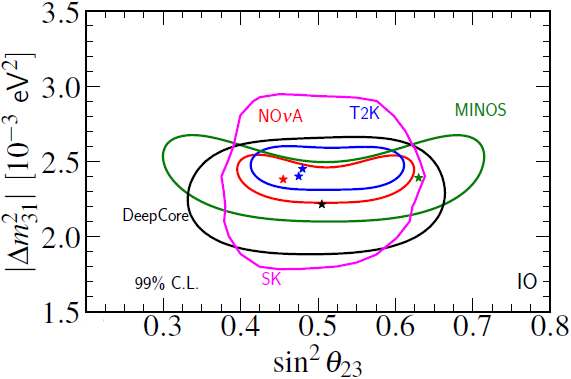 3.5
3.0
2.5
2.0
1.5
|Δm²₃₁| [10⁻³ eV²]
NOνA
T2K
MINOS
DeepCore
SK
99% C.L.
IO
0.3 0.4 0.5 0.6 0.7 0.8
sin² θ₂₃